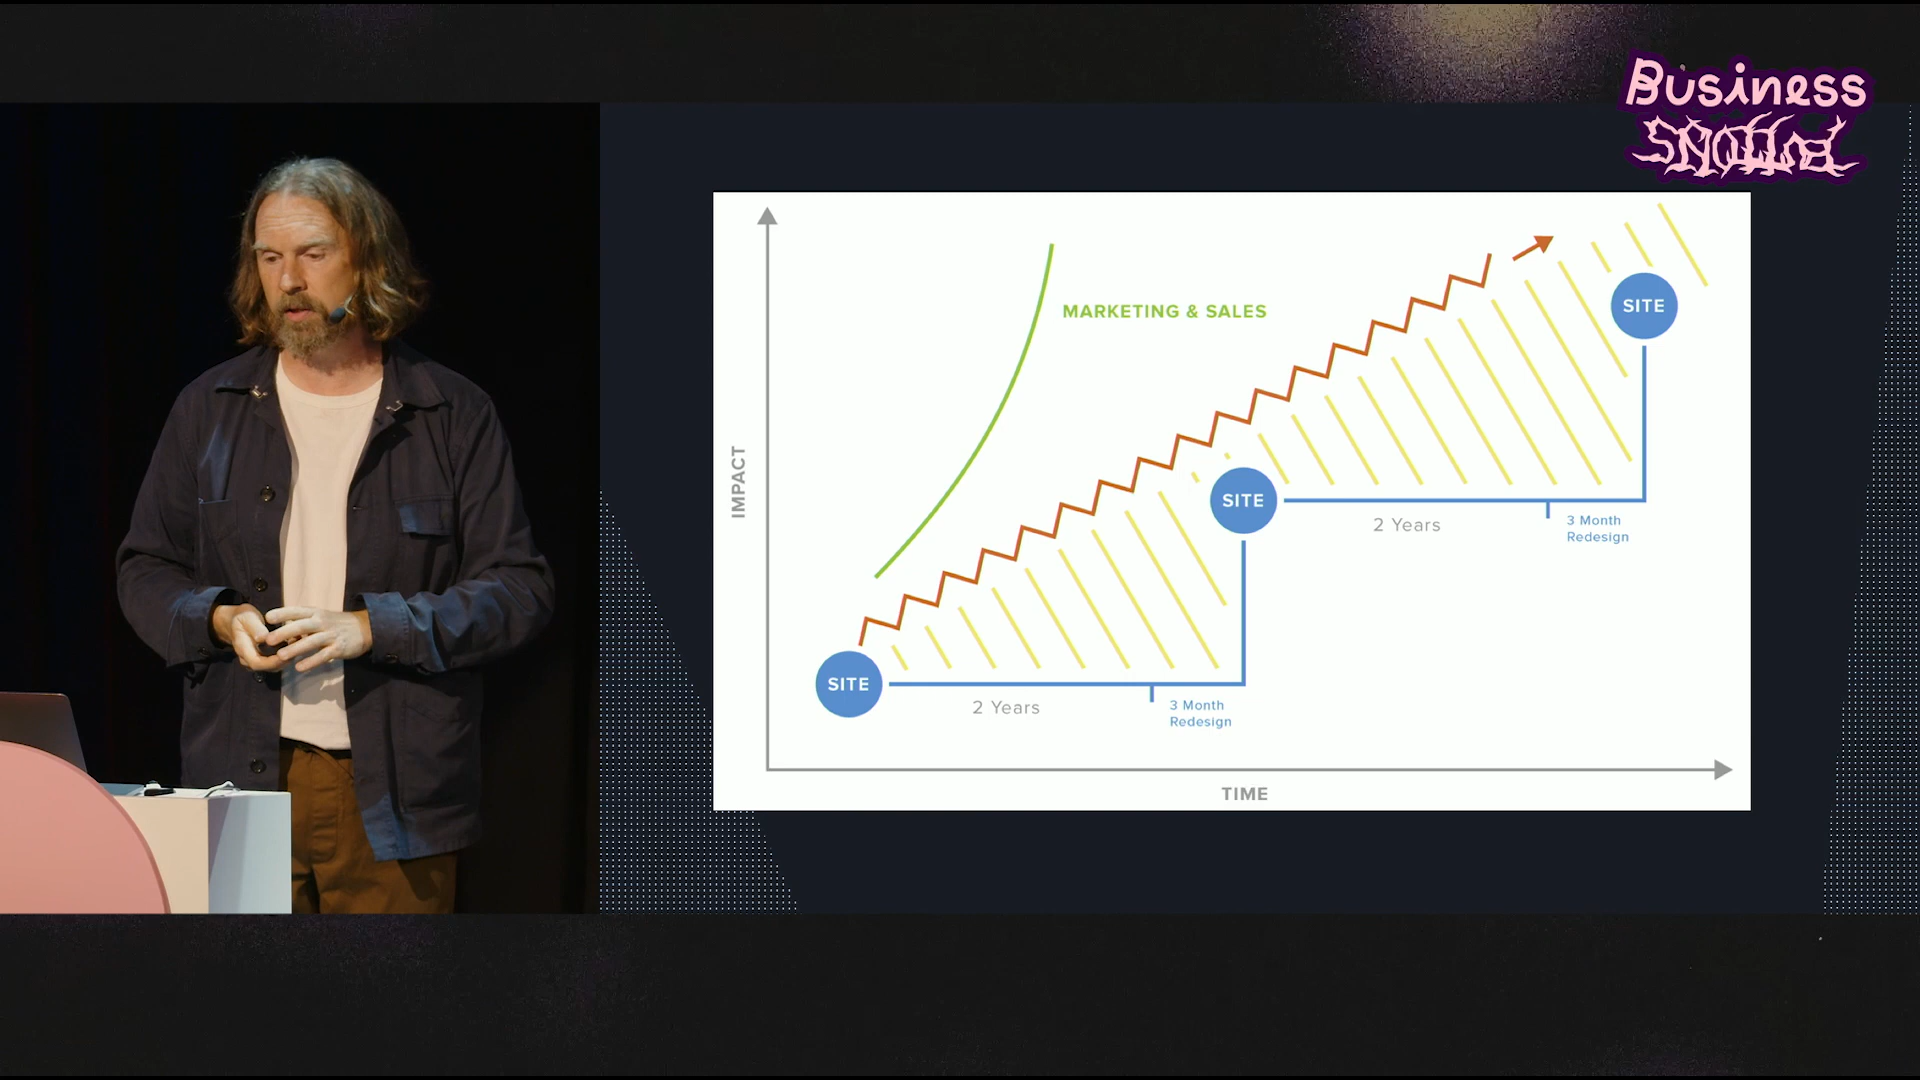 Business
MARKETING & SALES
IMPACT
SITE
SITE
SITE
2 Years
3 Month
Redesign
2 Years
3 Month
Redesign
TIME